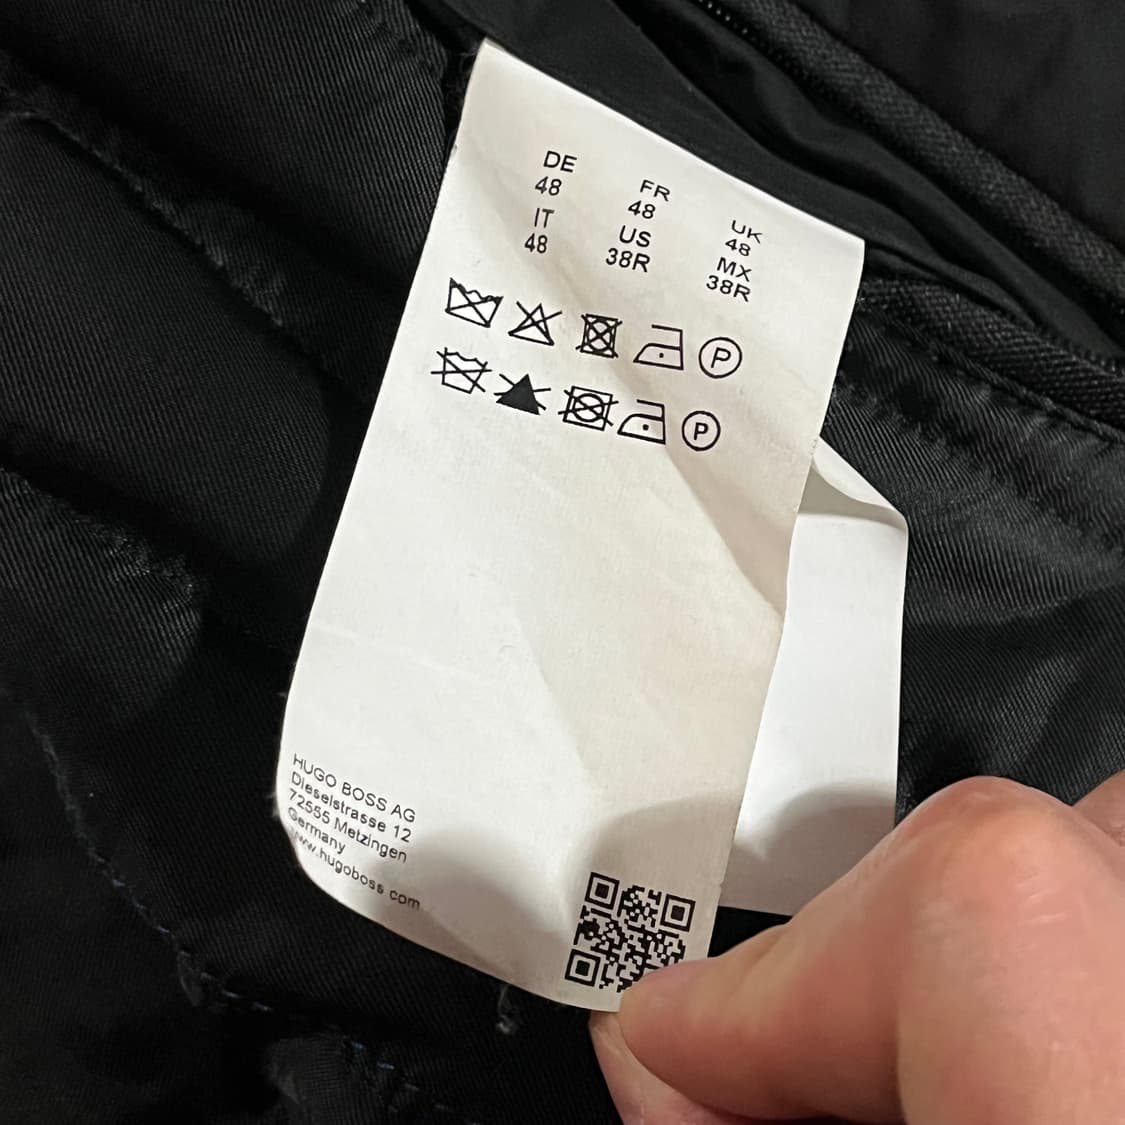 DE FR UK
48 48 48
IT US MX
48 38R 38R
P
P
HUGO BOSS AG
Dieselstrasse 12
72555 Metzingen
Germany
www.hugoboss.com